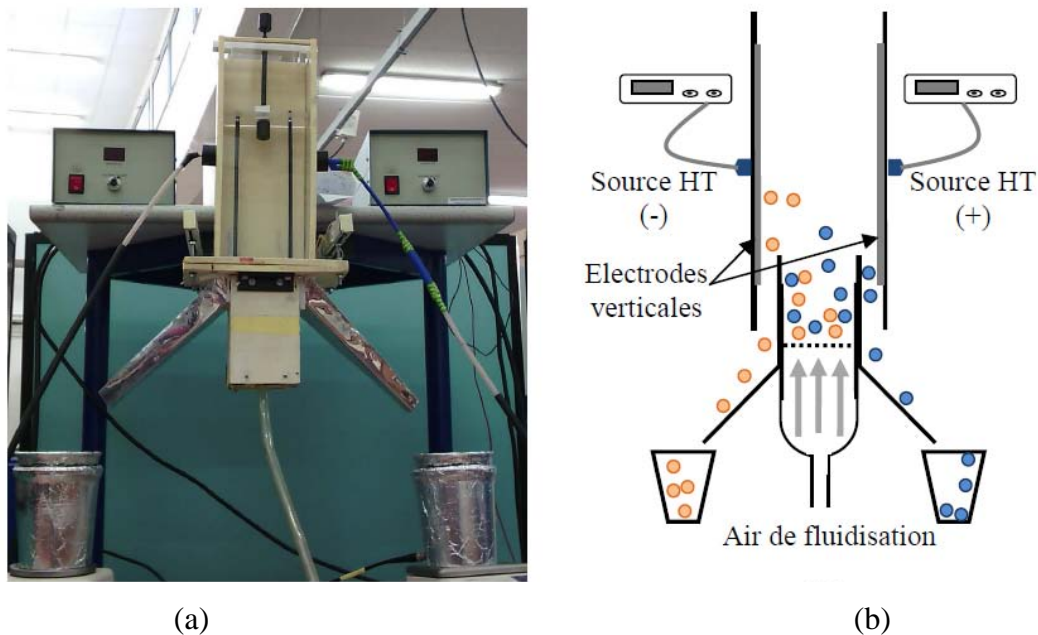 Source HT
(-)
Source HT
(+)
Electrodes
verticales
Air de fluidisation
(a)
(b)